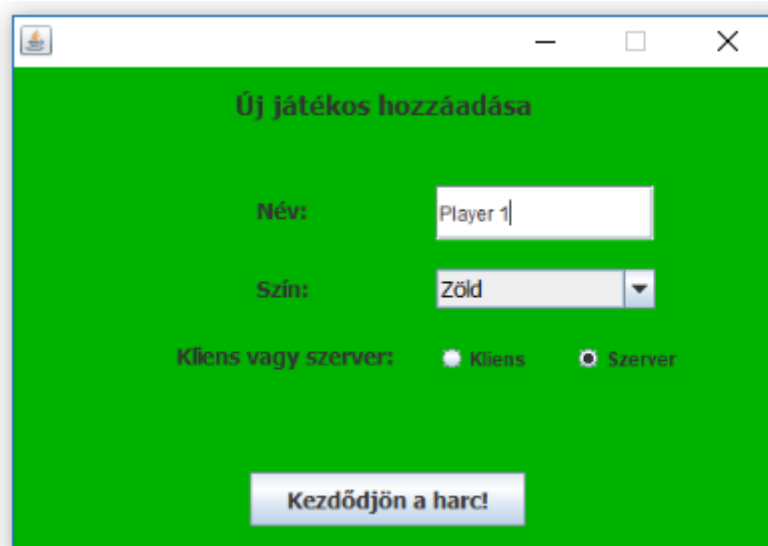 Új játékos hozzáadása
Név: Player 1
Szín: Zöld
Kliens vagy szerver: Kliens Szerver
Kezdődjön a harc!